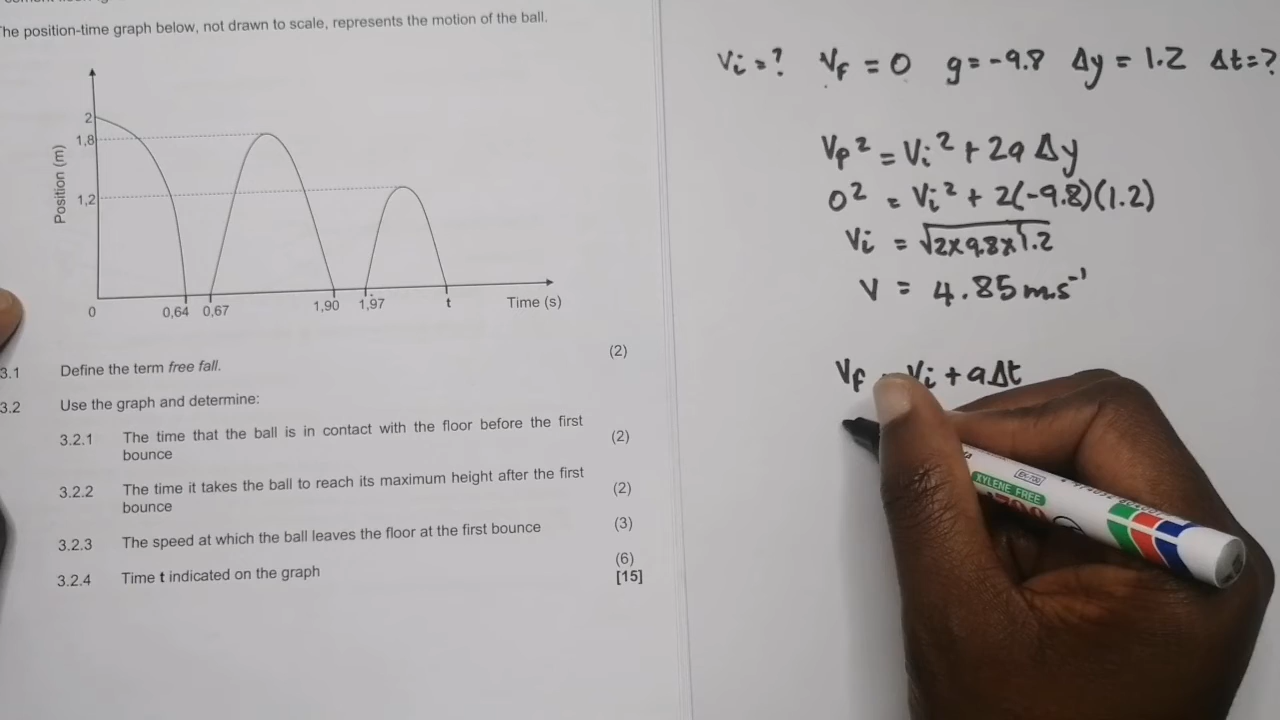 The position-time graph below, not drawn to scale, represents the motion of the ball.
Position (m)
2
1,8
1,2
0
0,64
0,67
1,90
1,97
t
Time (s)
3.1 Define the term free fall. (2)
3.2 Use the graph and determine:
3.2.1 The time that the ball is in contact with the floor before the first bounce (2)
3.2.2 The time it takes the ball to reach its maximum height after the first bounce (2)
3.2.3 The speed at which the ball leaves the floor at the first bounce (3)
3.2.4 Time t indicated on the graph (6)
[15]
Vi = ? VF = 0 g = -9.8 Δy = 1.2 Δt = ?
VF² = Vi² + 2a Δy
0² = Vi² + 2(-9.8)(1.2)
Vi = √2×9.8×1.2
V = 4.85 m.s⁻¹
VF = Vi + aΔt
XYLENE FREE